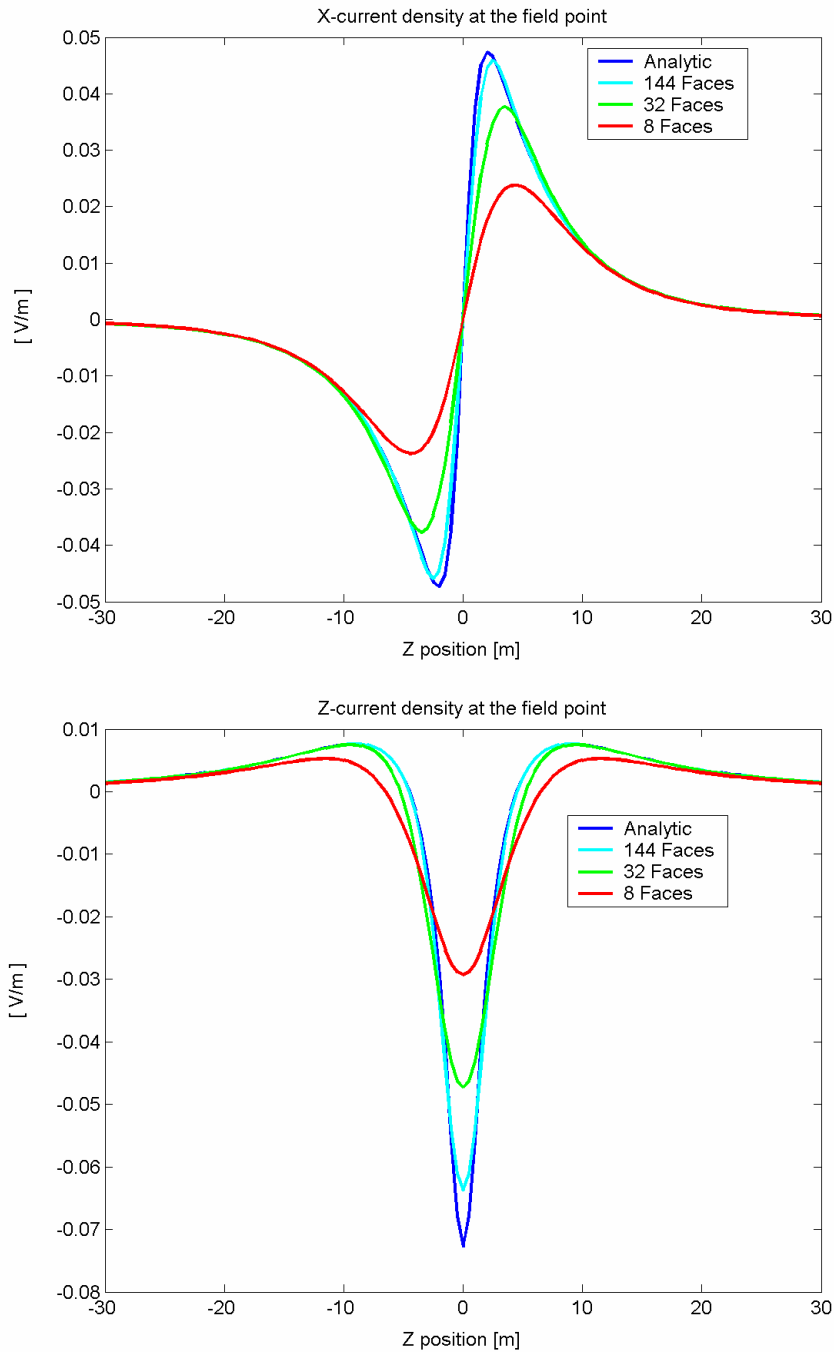 X-current density at the field point
0.05
0.04
0.03
0.02
0.01
0
-0.01
-0.02
-0.03
-0.04
-0.05
[ V/m ]
Analytic
144 Faces
32 Faces
8 Faces
-30 -20 -10 0 10 20 30
Z position [m]
Z-current density at the field point
0.01
0
-0.01
-0.02
-0.03
-0.04
-0.05
-0.06
-0.07
-0.08
[ V/m ]
Analytic
144 Faces
32 Faces
8 Faces
-30 -20 -10 0 10 20 30
Z position [m]